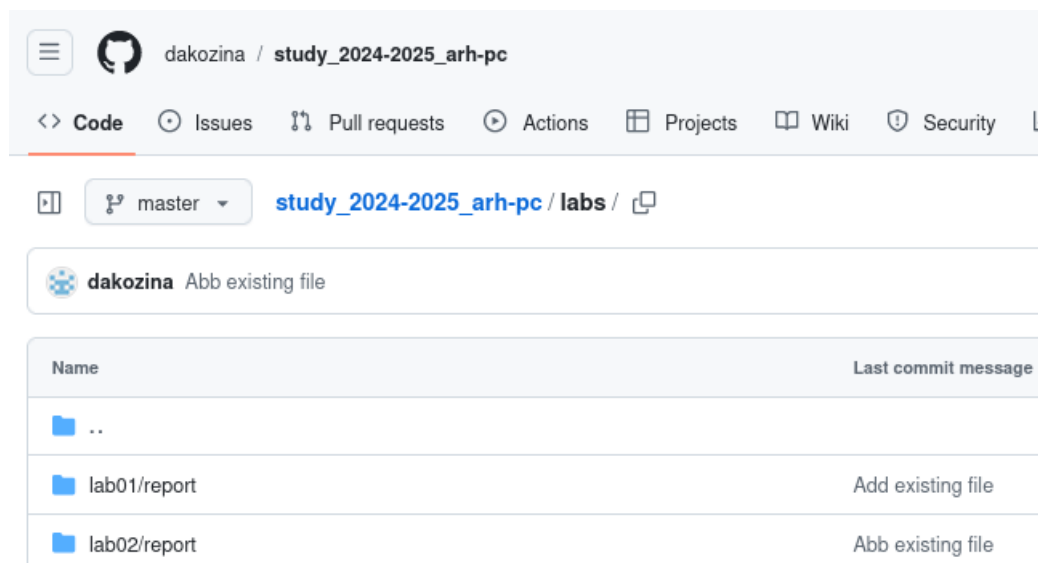 dakozina / study_2024-2025_arh-pc
Code Issues Pull requests Actions Projects Wiki Security
master study_2024-2025_arh-pc / labs /
dakozina Abb existing file
Name Last commit message
..
lab01/report Add existing file
lab02/report Abb existing file